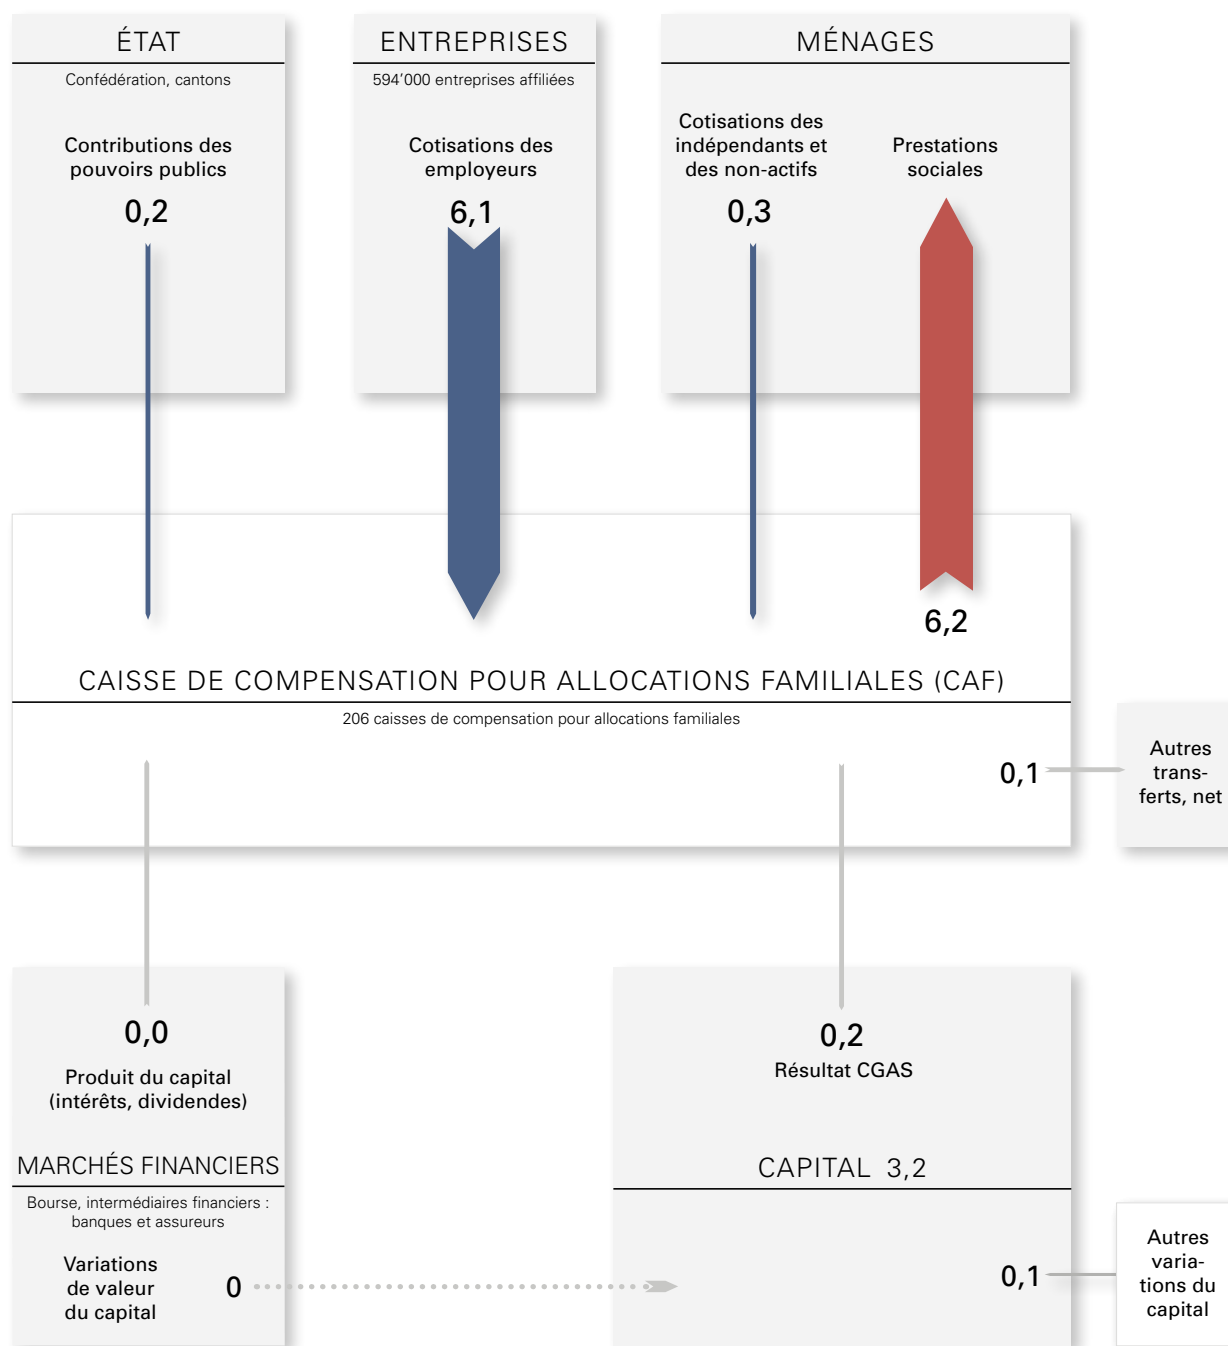 ÉTAT
Confédération, cantons
Contributions des
pouvoirs publics
0,2
ENTREPRISES
594’000 entreprises affiliées
Cotisations des
employeurs
6,1
MÉNAGES
Cotisations des
indépendants et
des non-actifs
0,3
Prestations
sociales
6,2
CAISSE DE COMPENSATION POUR ALLOCATIONS FAMILIALES (CAF)
206 caisses de compensation pour allocations familiales
0,1
Autres
trans-
ferts, net
0,0
Produit du capital
(intérêts, dividendes)
MARCHÉS FINANCIERS
Bourse, intermédiaires financiers :
banques et assureurs
Variations
de valeur
du capital
0
0,2
Résultat CGAS
CAPITAL 3,2
0,1
Autres
varia-
tions du
capital